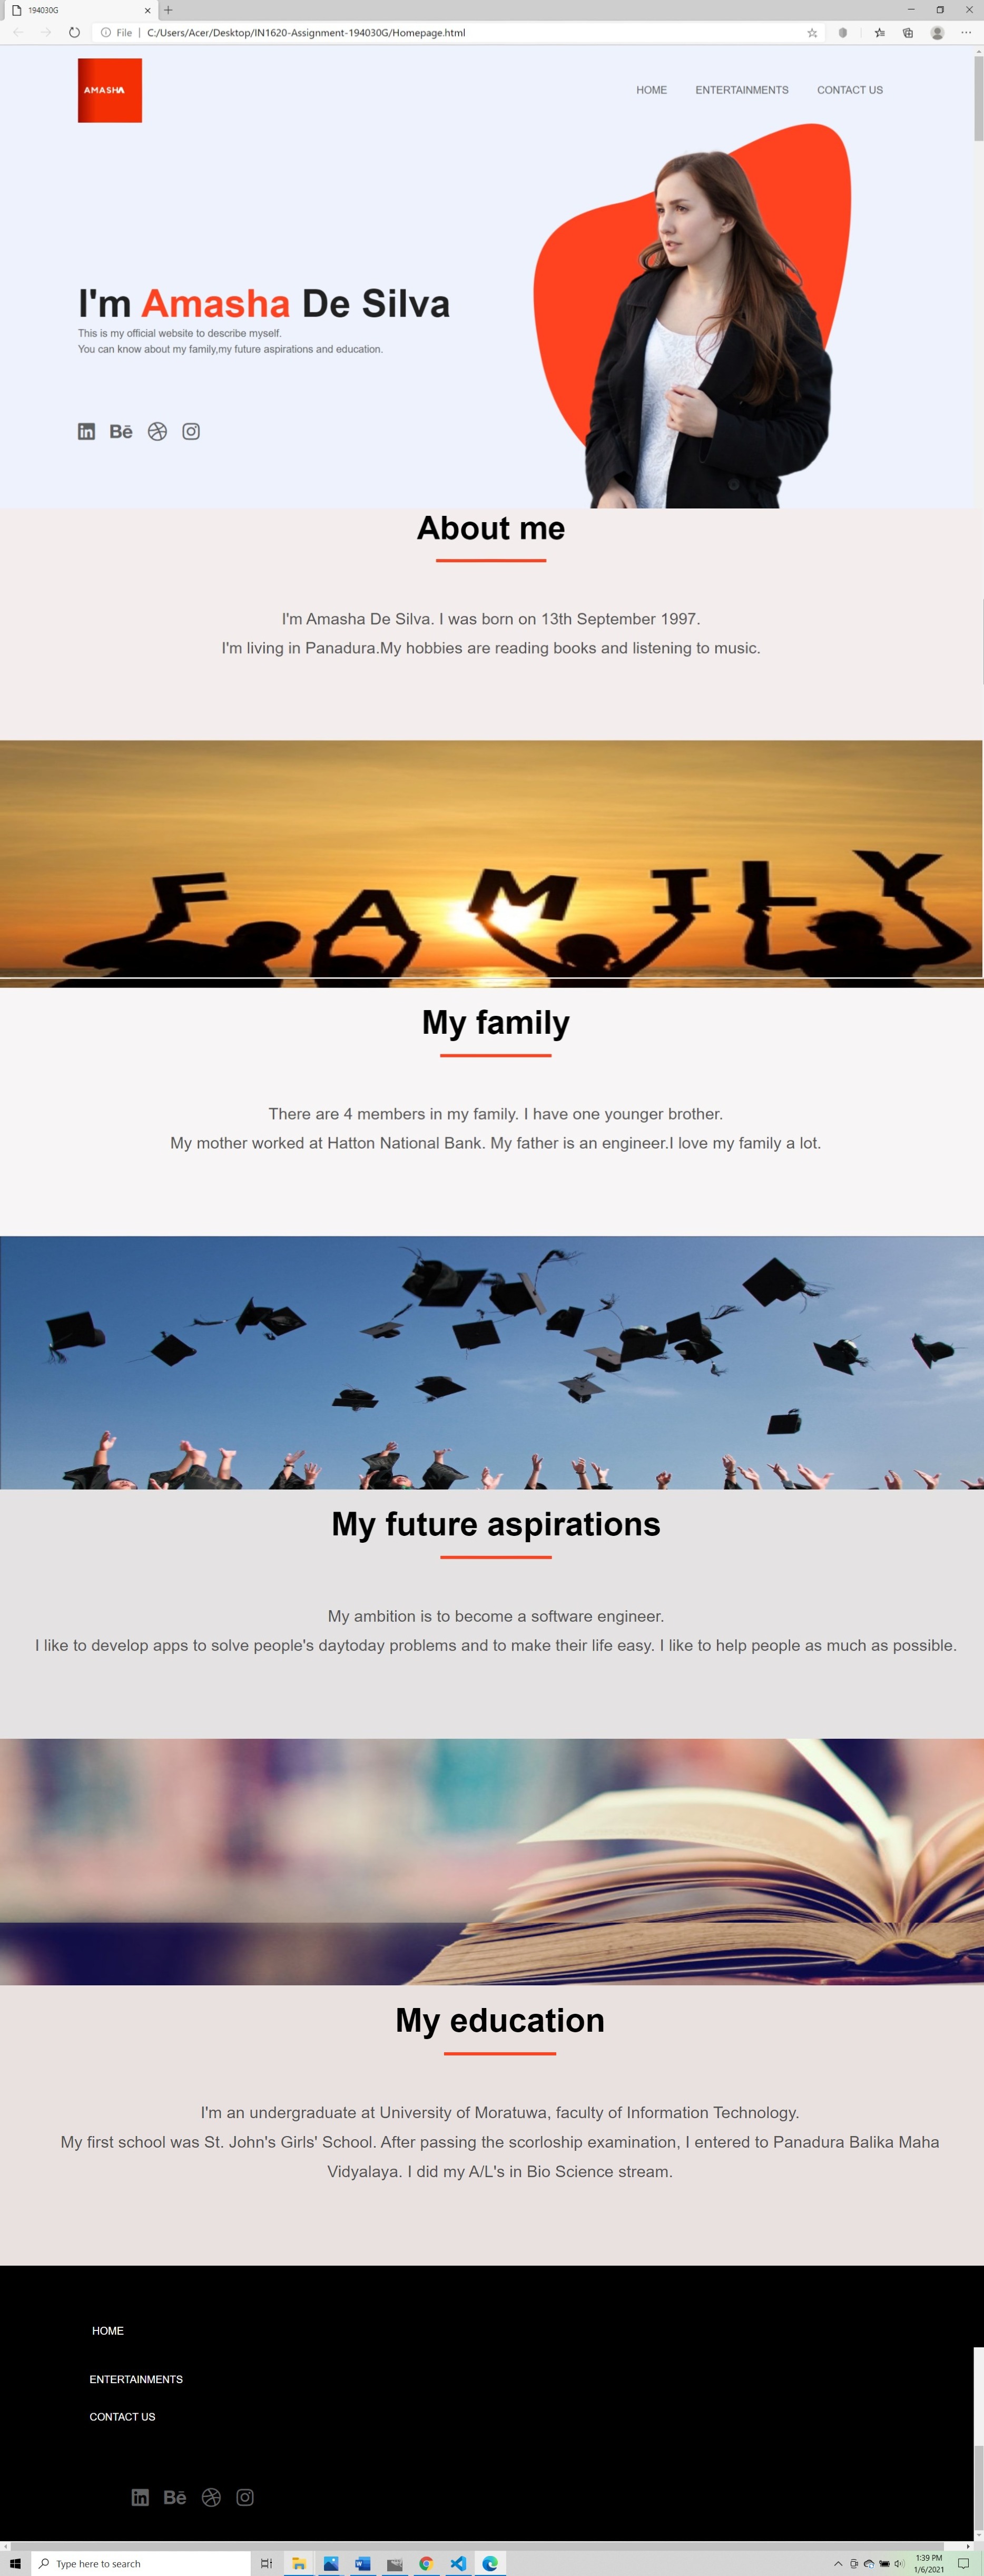 194030G
File
C:/Users/Acer/Desktop/IN1620-Assignment-194030G/Homepage.html
AMASHA
HOME ENTERTAINMENTS CONTACT US
I'm Amasha De Silva
This is my official website to describe myself.
You can know about my family,my future aspirations and education.
in Bē
About me
I'm Amasha De Silva. I was born on 13th September 1997.
I'm living in Panadura.My hobbies are reading books and listening to music.
FAMILY
My family
There are 4 members in my family. I have one younger brother.
My mother worked at Hatton National Bank. My father is an engineer.I love my family a lot.
My future aspirations
My ambition is to become a software engineer.
I like to develop apps to solve people's daytoday problems and to make their life easy. I like to help people as much as possible.
My education
I'm an undergraduate at University of Moratuwa, faculty of Information Technology.
My first school was St. John's Girls' School. After passing the scorloship examination, I entered to Panadura Balika Maha
Vidyalaya. I did my A/L's in Bio Science stream.
HOME
ENTERTAINMENTS
CONTACT US
in Bē
Type here to search
1:39 PM
1/6/2021